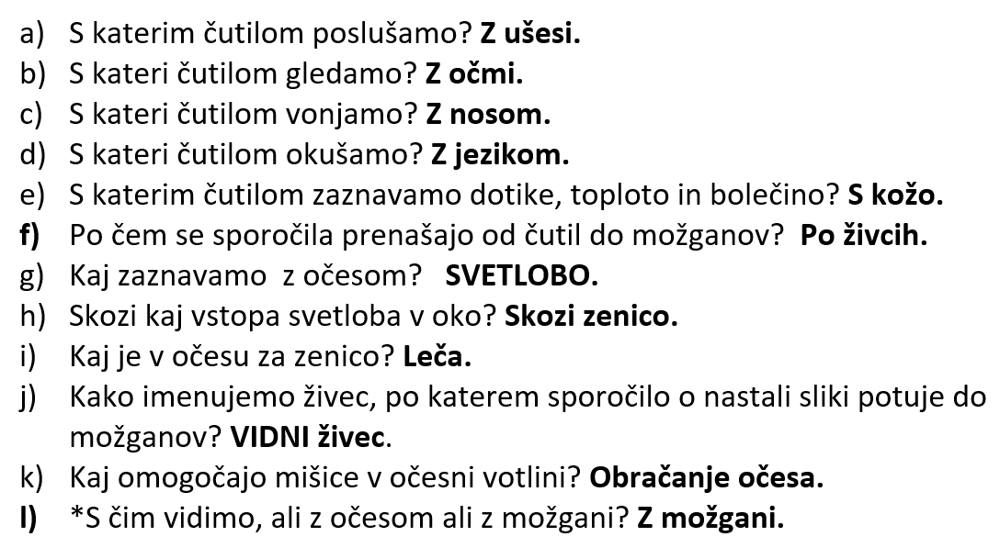 a) S katerim čutilom poslušamo? Z ušesi.
b) S kateri čutilom gledamo? Z očmi.
c) S kateri čutilom vonjamo? Z nosom.
d) S kateri čutilom okušamo? Z jezikom.
e) S katerim čutilom zaznavamo dotike, toploto in bolečino? S kožo.
f) Po čem se sporočila prenašajo od čutil do možganov? Po živcih.
g) Kaj zaznavamo z očesom? SVETLOBO.
h) Skozi kaj vstopa svetloba v oko? Skozi zenico.
i) Kaj je v očesu za zenico? Leča.
j) Kako imenujemo živec, po katerem sporočilo o nastali sliki potuje do
možganov? VIDNI živec.
k) Kaj omogočajo mišice v očesni votlini? Obračanje očesa.
l) *S čim vidimo, ali z očesom ali z možgani? Z možgani.